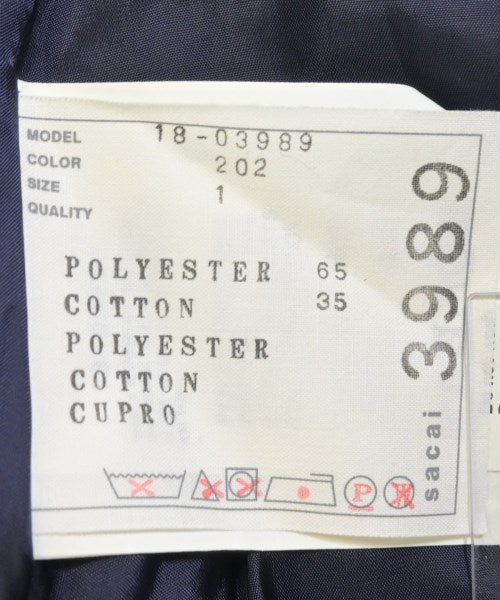 MODEL 18-03989
COLOR 202
SIZE 1
QUALITY
POLYESTER 65
COTTON 35
POLYESTER
COTTON
CUPRO
P
sacai 3989